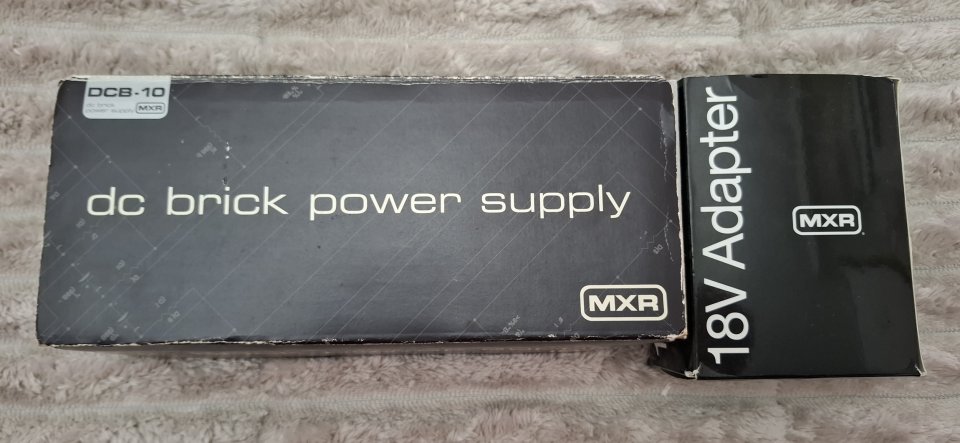 DCB-10
dc brick
power supply MXR
dc brick power supply
MXR
18V Adapter
MXR